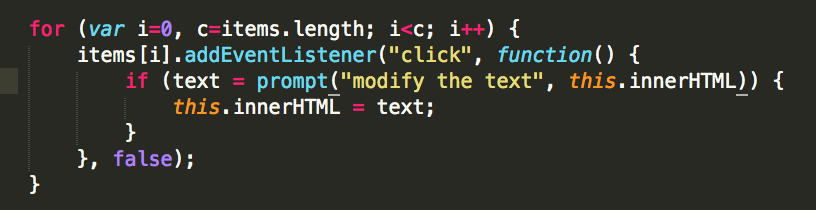 for (var i=0, c=items.length; i<c; i++) {
    items[i].addEventListener("click", function() {
        if (text = prompt("modify the text", this.innerHTML)) {
            this.innerHTML = text;
        }
    }, false);
}